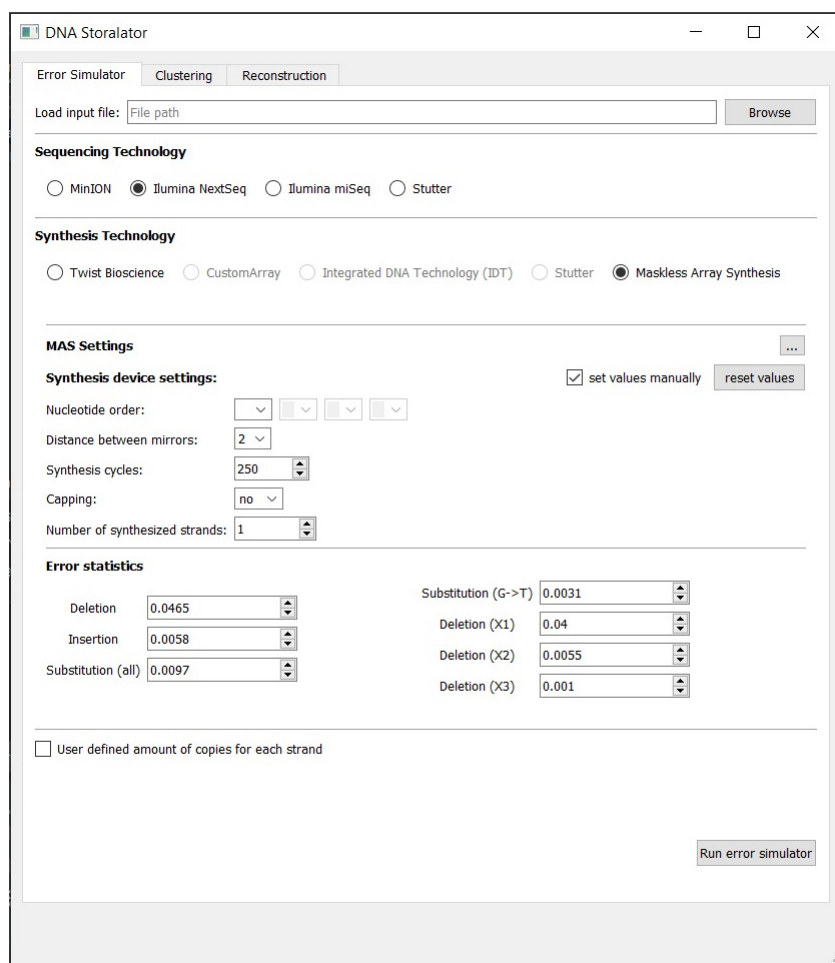 DNA Storalator
Error Simulator Clustering Reconstruction
Load input file: File path Browse
Sequencing Technology
MinION Ilumina NextSeq Ilumina miSeq Stutter
Synthesis Technology
Twist Bioscience CustomArray Integrated DNA Technology (IDT) Stutter Maskless Array Synthesis
MAS Settings ...
Synthesis device settings: set values manually reset values
Nucleotide order:
Distance between mirrors: 2
Synthesis cycles: 250
Capping: no
Number of synthesized strands: 1
Error statistics
Substitution (G->T) 0.0031
Deletion 0.0465
Deletion (X1) 0.04
Insertion 0.0058
Deletion (X2) 0.0055
Substitution (all) 0.0097
Deletion (X3) 0.001
User defined amount of copies for each strand
Run error simulator